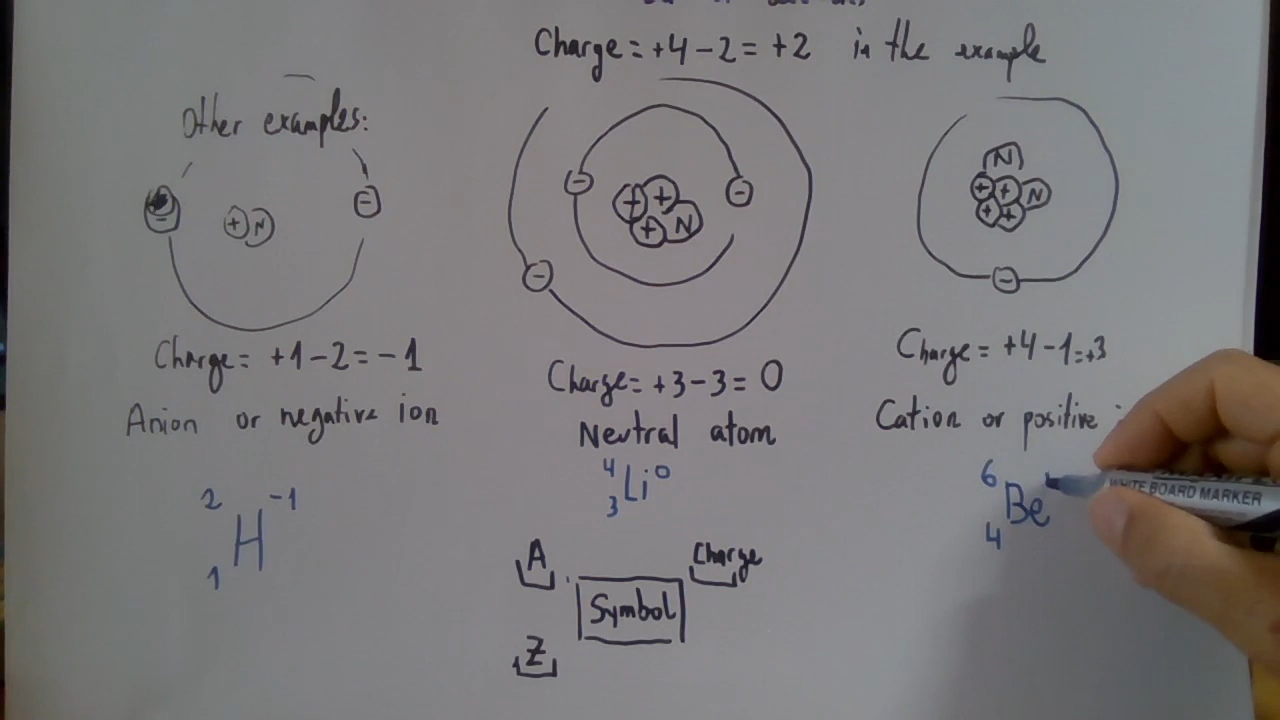 Charge = +4 - 2 = +2 in the example
Other examples:
- - + N
- - - + + + N
N + + N + + -
Charge = +1 - 2 = -1
Charge = +3 - 3 = 0
Charge = +4 - 1 = +3
Anion or negative ion
Neutral atom
Cation or positive
2 1 H -1
4 3 Li 0
6 4 Be
A Z Symbol Charge
WHITE BOARD MARKER